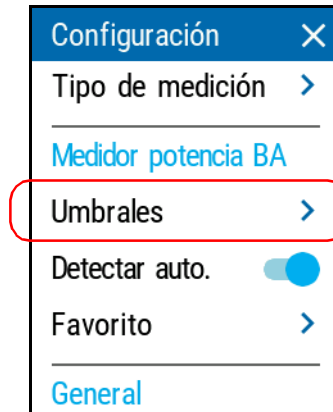 Configuración
Tipo de medición
Medidor potencia BA
Umbrales
Detectar auto.
Favorito
General